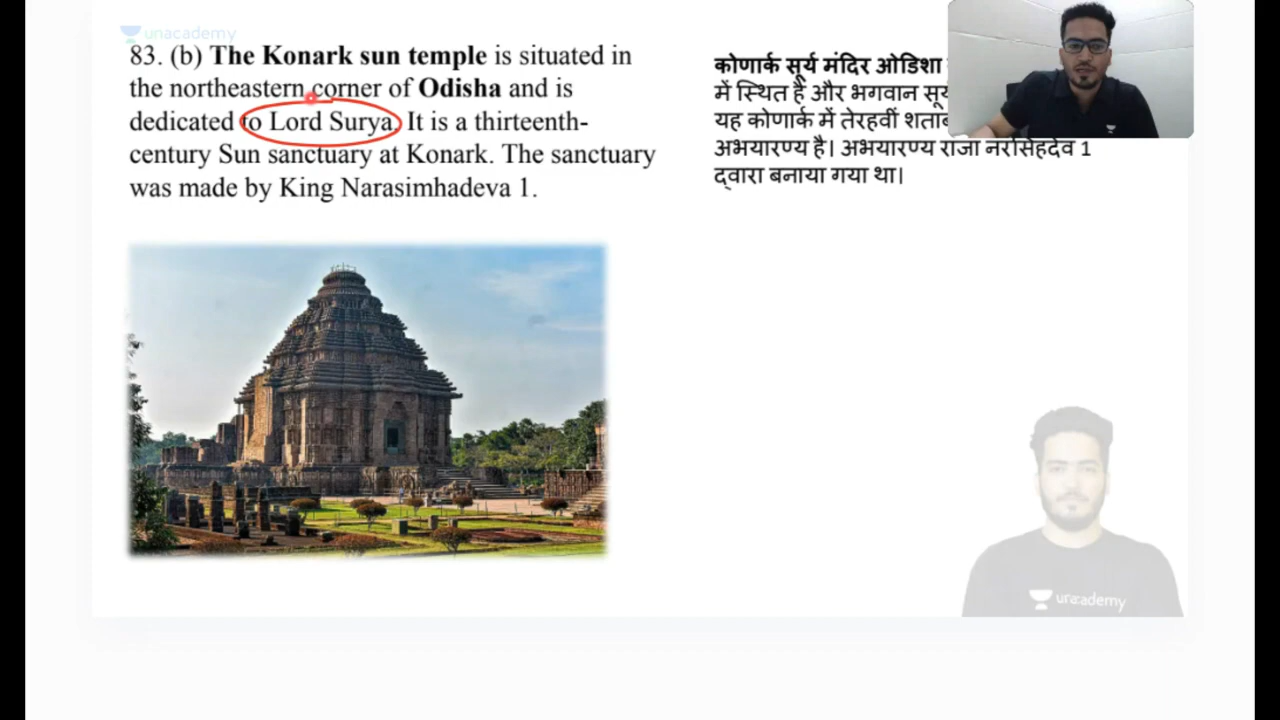 unacademy
83. (b) The Konark sun temple is situated in
the northeastern corner of Odisha and is
dedicated to Lord Surya. It is a thirteenth-
century Sun sanctuary at Konark. The sanctuary
was made by King Narasimhadeva 1.
कोणार्क सूर्य मंदिर ओडिशा
में स्थित है और भगवान
यह कोणार्क में तेरहवीं
अभयारण्य है। अभयारण्य राजा नरसिंहदेव 1
द्वारा बनाया गया था।
unacademy